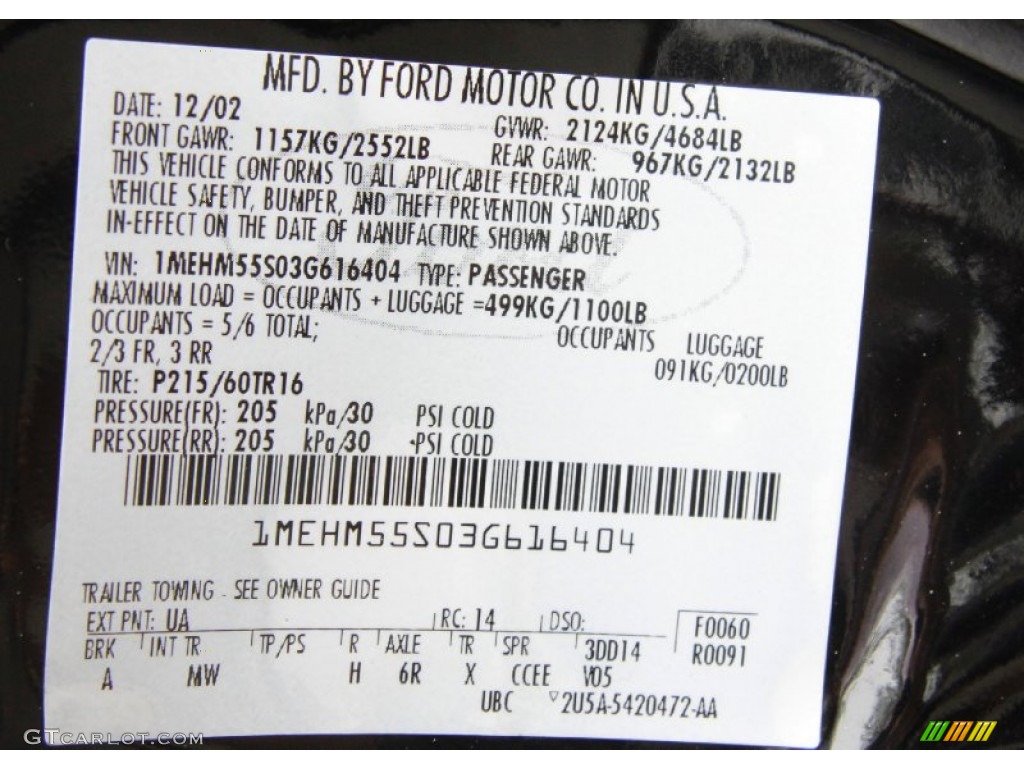 MFD. BY FORD MOTOR CO. IN U.S.A.
DATE: 12/02 GVWR: 2124KG/4684LB
FRONT GAWR: 1157KG/2552LB REAR GAWR: 967KG/2132LB
THIS VEHICLE CONFORMS TO ALL APPLICABLE FEDERAL MOTOR
VEHICLE SAFETY, BUMPER, AND THEFT PREVENTION STANDARDS
IN-EFFECT ON THE DATE OF MANUFACTURE SHOWN ABOVE.
VIN: 1MEHM55S03G616404 TYPE: PASSENGER
MAXIMUM LOAD = OCCUPANTS + LUGGAGE =499KG/1100LB
OCCUPANTS = 5/6 TOTAL; OCCUPANTS LUGGAGE
2/3 FR, 3 RR 091KG/0200LB
TIRE: P215/60TR16
PRESSURE(FR): 205 kPa/30 PSI COLD
PRESSURE(RR): 205 kPa/30 PSI COLD
1MEHM55S03G616404
TRAILER TOWING - SEE OWNER GUIDE
EXT PNT: UA RC: 14 DSO: F0060
BRK INT TR TP/PS R AXLE TR SPR 3DD14 R0091
A MW H 6R X CCEE V05
UBC 2U5A-5420472-AA
GTCARLOT.COM